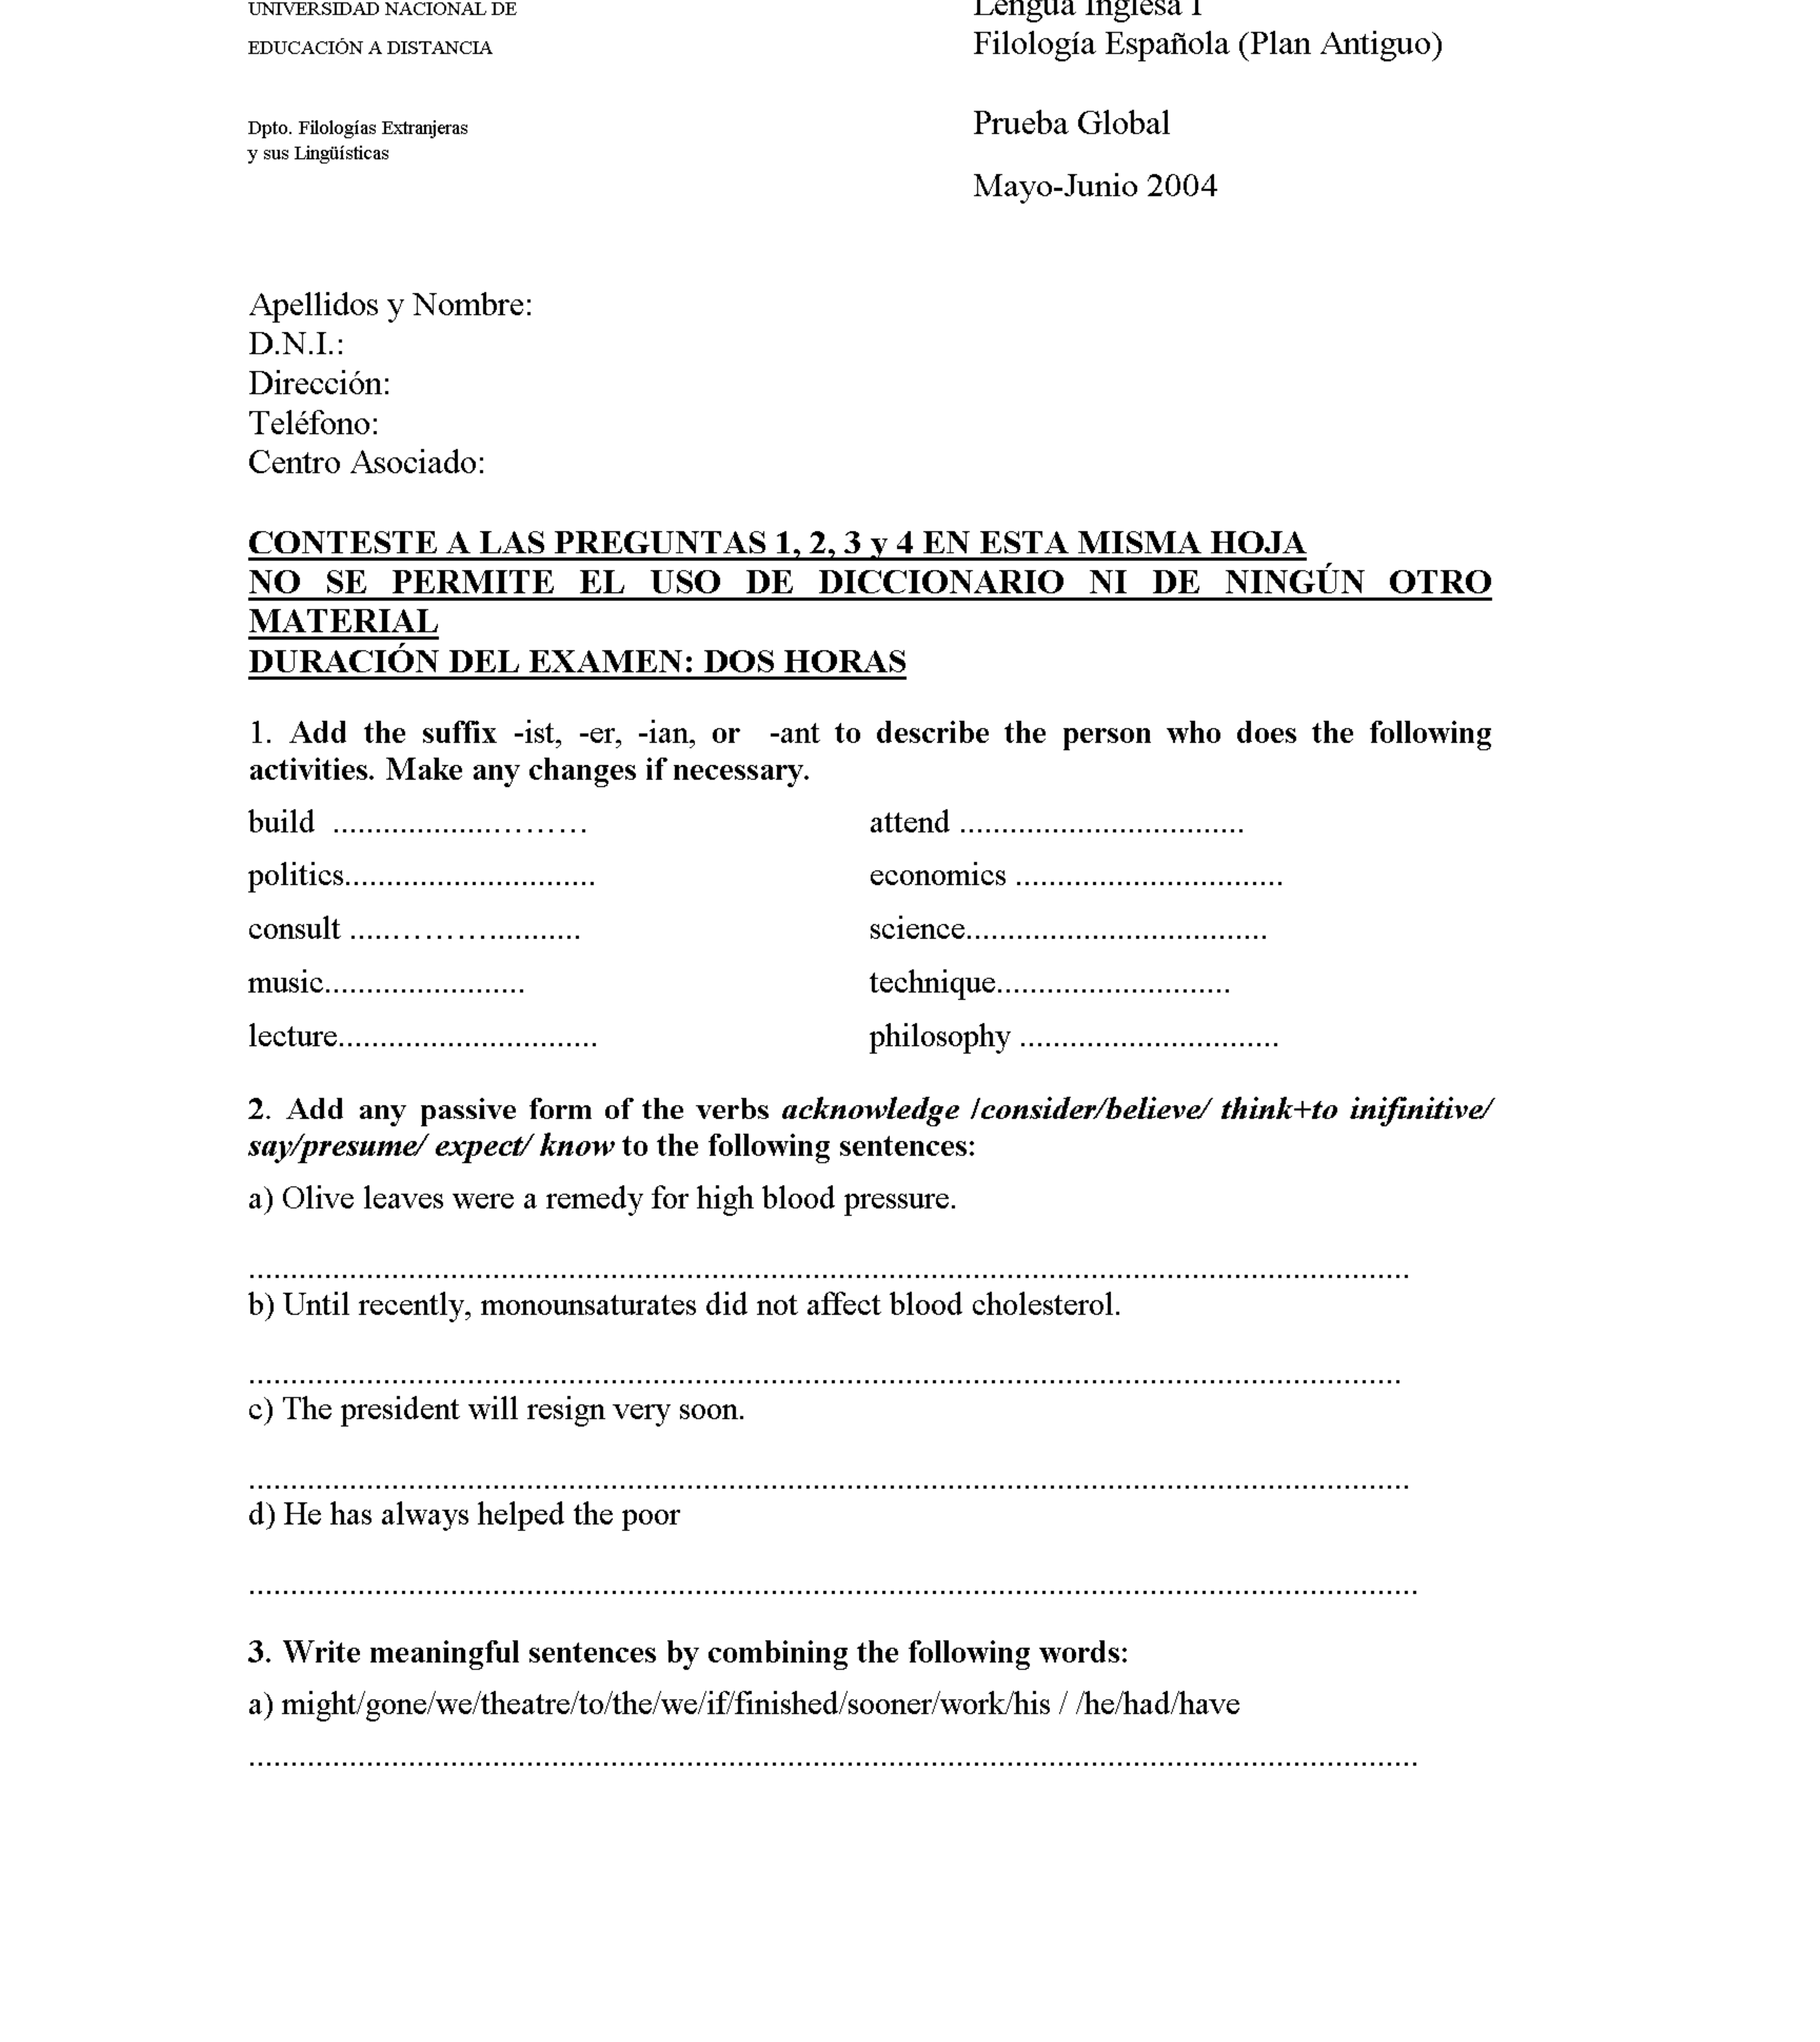 UNIVERSIDAD NACIONAL DE
EDUCACIÓN A DISTANCIA
Dpto. Filologías Extranjeras
y sus Lingüísticas
Lengua Inglesa I
Filología Española (Plan Antiguo)
Prueba Global
Mayo-Junio 2004
Apellidos y Nombre:
D.N.I.:
Dirección:
Teléfono:
Centro Asociado:
CONTESTE A LAS PREGUNTAS 1, 2, 3 y 4 EN ESTA MISMA HOJA
NO SE PERMITE EL USO DE DICCIONARIO NI DE NINGÚN OTRO
MATERIAL
DURACIÓN DEL EXAMEN: DOS HORAS
1. Add the suffix -ist, -er, -ian, or -ant to describe the person who does the following
activities. Make any changes if necessary.
build ............................ attend ..................................
politics.............................. economics ................................
consult ............................ science....................................
music........................ technique............................
lecture............................... philosophy ...............................
2. Add any passive form of the verbs acknowledge /consider/believe/ think+to inifinitive/
say/presume/ expect/ know to the following sentences:
a) Olive leaves were a remedy for high blood pressure.
..........................................................................................................................................
b) Until recently, monounsaturates did not affect blood cholesterol.
.........................................................................................................................................
c) The president will resign very soon.
..........................................................................................................................................
d) He has always helped the poor
...........................................................................................................................................
3. Write meaningful sentences by combining the following words:
a) might/gone/we/theatre/to/the/we/if/finished/sooner/work/his / /he/had/have
...........................................................................................................................................